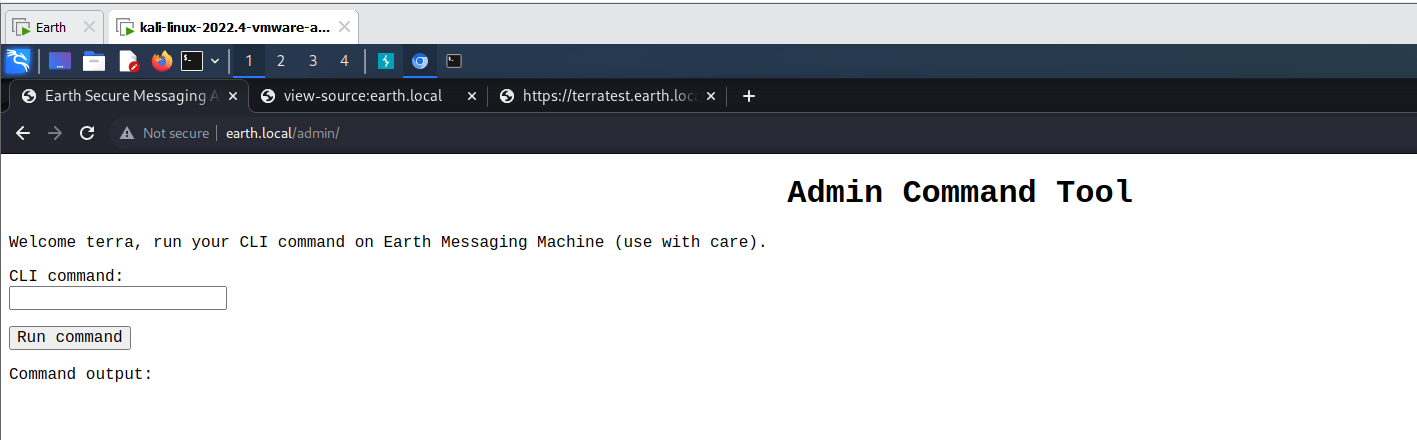 Earth
kali-linux-2022.4-vmware-a...
1 2 3 4
Earth Secure Messaging A
view-source:earth.local
https://terratest.earth.loca
Not secure earth.local/admin/
Admin Command Tool
Welcome terra, run your CLI command on Earth Messaging Machine (use with care).
CLI command:
Run command
Command output: